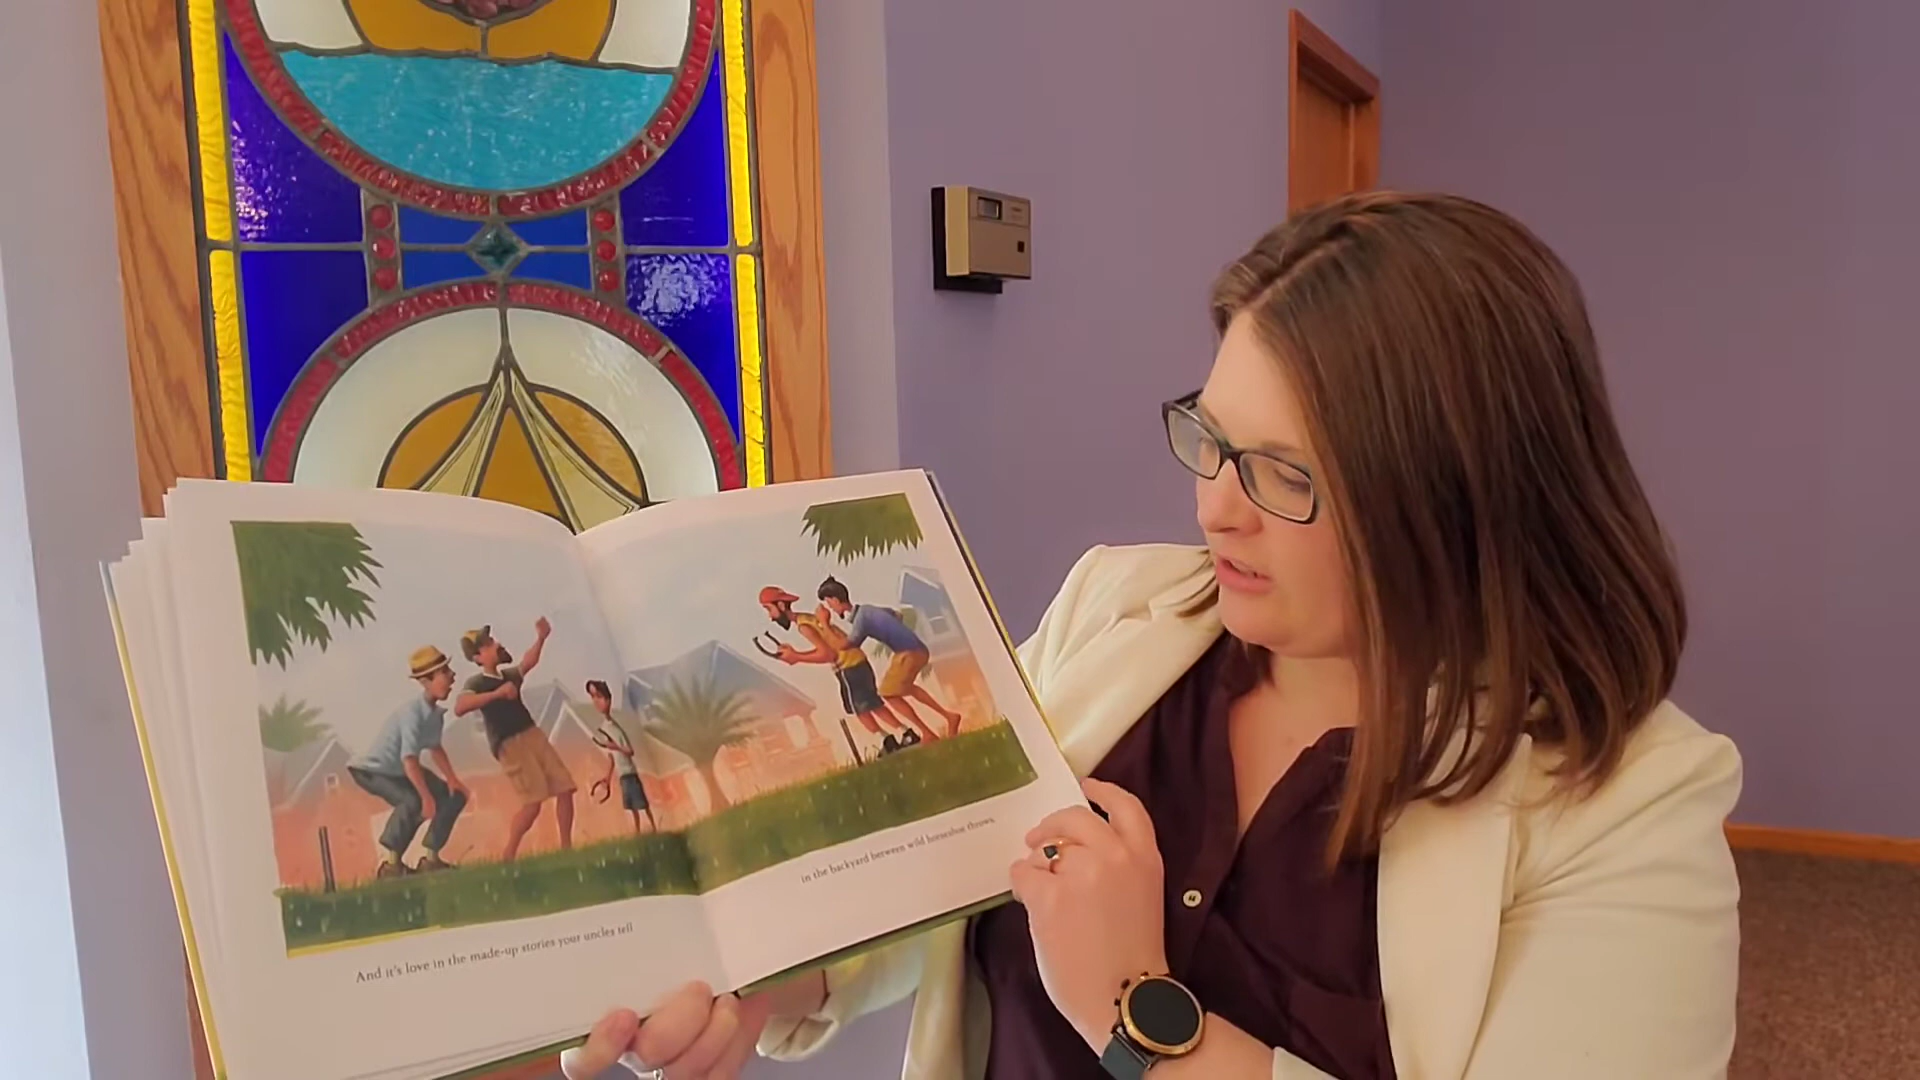 And it's love in the made-up stories your uncles tell
in the backyard between wild horseshoe throws,